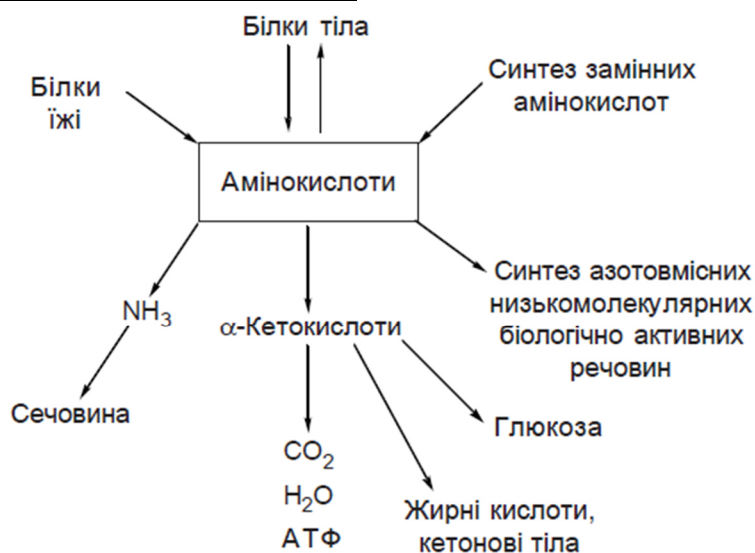 Білки тіла
Білки
їжі
Синтез замінних
амінокислот
Амінокислоти
NH3
α-Кетокислоти
Синтез азотовмісних
низькомолекулярних
біологічно активних
речовин
Сечовина
Глюкоза
CO2
H2O
АТФ
Жирні кислоти,
кетонові тіла